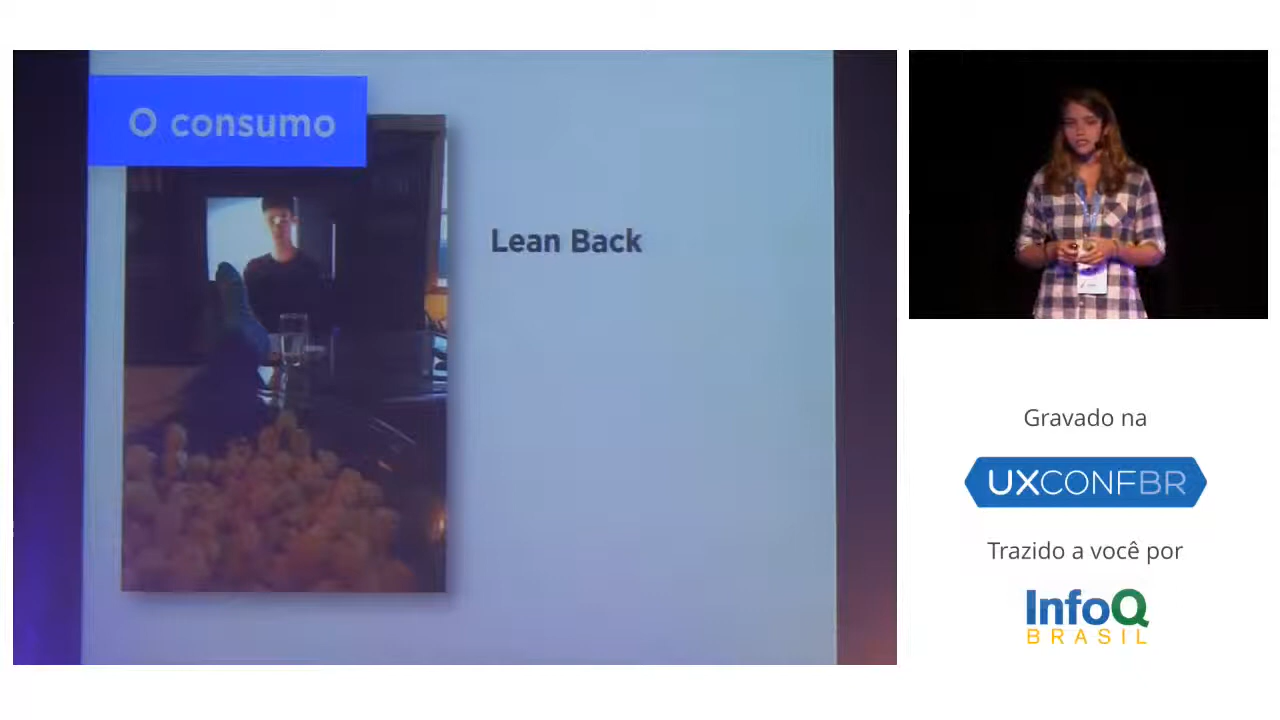 O consumo
Lean Back
Gravado na
UXCONFBR
Trazido a você por
InfoQ
BRASIL